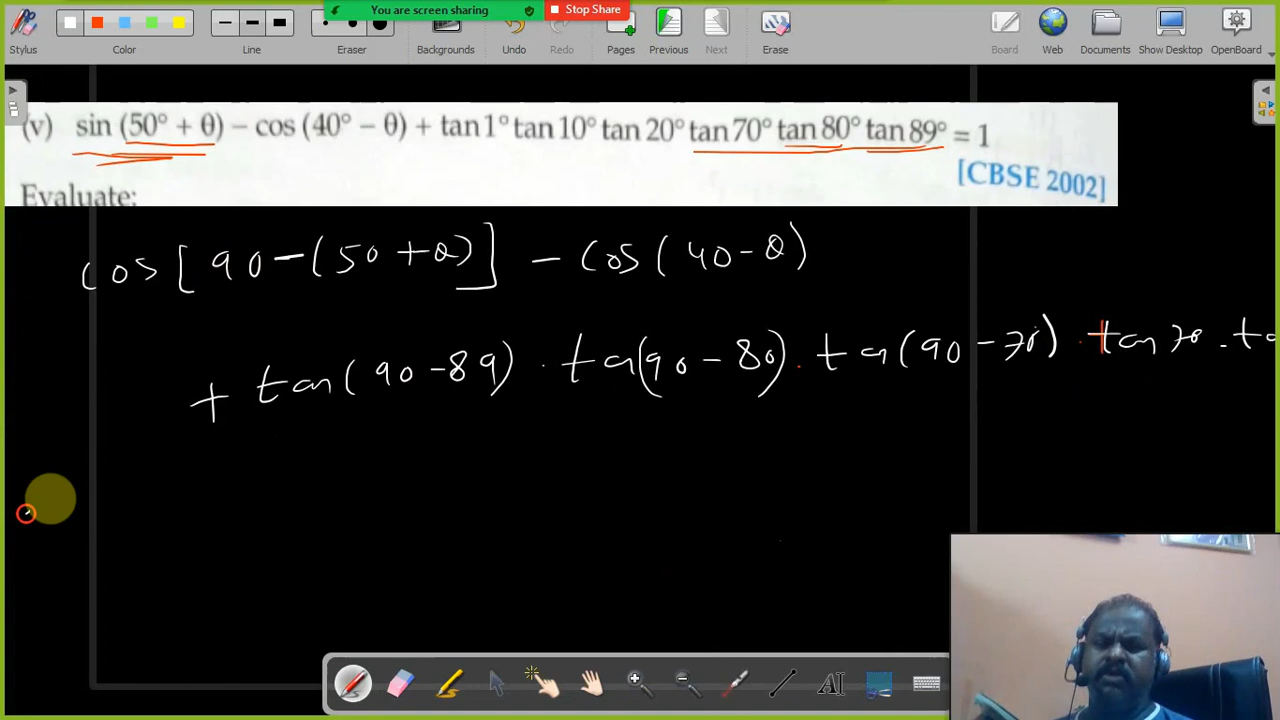 You are screen sharing Stop Share
Stylus Color Line Eraser Backgrounds Undo Redo Pages Previous Next Erase Board Web Documents Show Desktop OpenBoard
(v) sin (50° + θ) – cos (40° – θ) + tan 1° tan 10° tan 20° tan 70° tan 80° tan 89° = 1
[CBSE 2002]
Evaluate:
cos[90-(50+θ)] - cos(40-θ)
+ tan(90-89) . tan(90-80) . tan(90-70) . tan 70 . ta